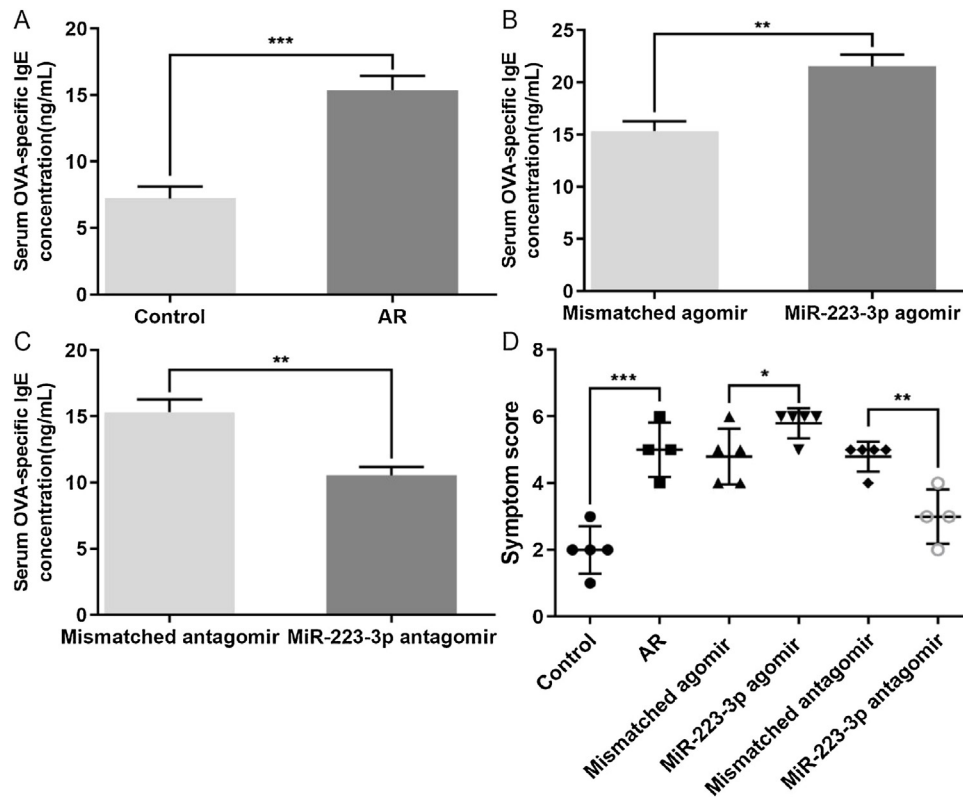 A
Serum OVA-specific IgE
concentration(ng/mL)
20
15
10
5
0
***
Control
AR
B
Serum OVA-specific IgE
concentration(ng/mL)
25
20
15
10
5
0
**
Mismatched agomir
MiR-223-3p agomir
C
Serum OVA-specific IgE
concentration(ng/mL)
20
15
10
5
0
**
Mismatched antagomir
MiR-223-3p antagomir
D
Symptom score
8
6
4
2
0
***
*
**
Control
AR
Mismatched agomir
MiR-223-3p agomir
Mismatched antagomir
MiR-223-3p antagomir